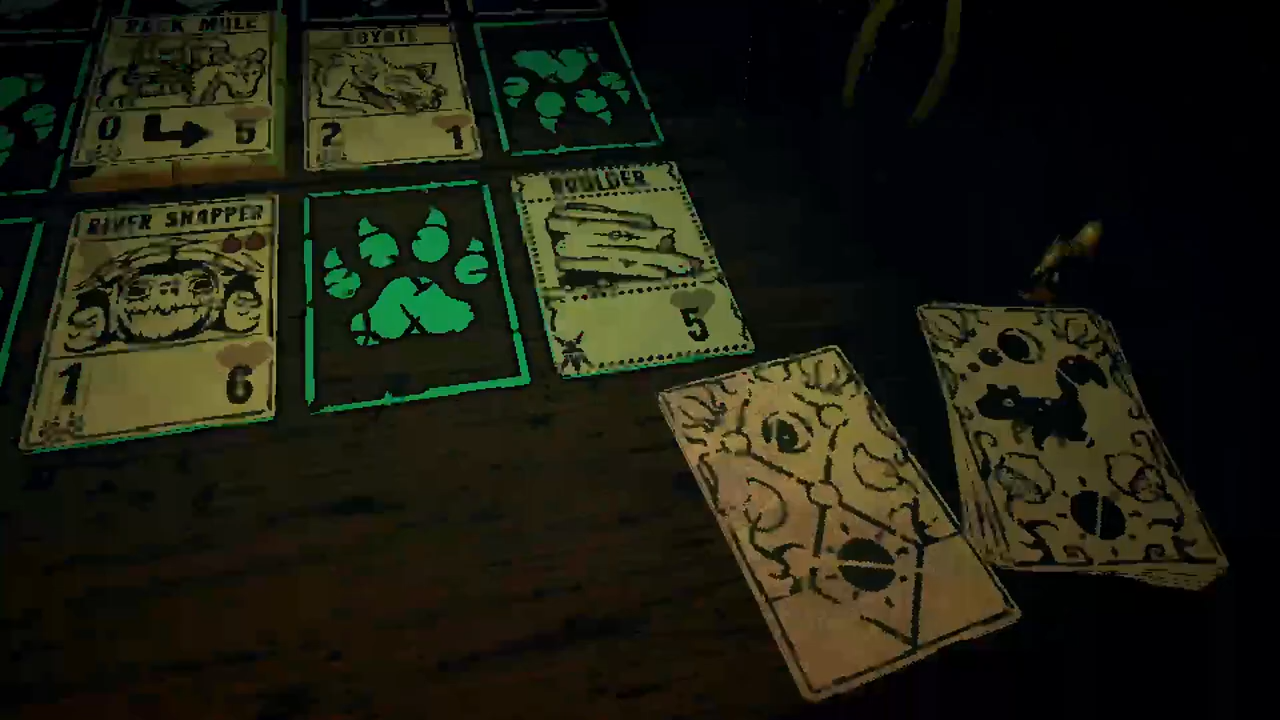 PACK MULE
COYOTE
0 5
2 1
RIVER SNAPPER
BOULDER
5
1 6